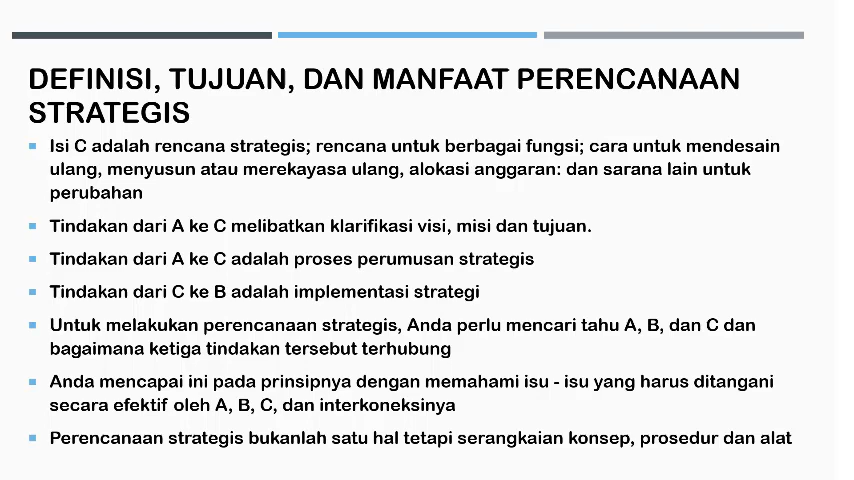 DEFINISI, TUJUAN, DAN MANFAAT PERENCANAAN
STRATEGIS
Isi C adalah rencana strategis; rencana untuk berbagai fungsi; cara untuk mendesain
ulang, menyusun atau merekayasa ulang, alokasi anggaran: dan sarana lain untuk
perubahan
Tindakan dari A ke C melibatkan klarifikasi visi, misi dan tujuan.
Tindakan dari A ke C adalah proses perumusan strategis
Tindakan dari C ke B adalah implementasi strategi
Untuk melakukan perencanaan strategis, Anda perlu mencari tahu A, B, dan C dan
bagaimana ketiga tindakan tersebut terhubung
Anda mencapai ini pada prinsipnya dengan memahami isu - isu yang harus ditangani
secara efektif oleh A, B, C, dan interkoneksinya
Perencanaan strategis bukanlah satu hal tetapi serangkaian konsep, prosedur dan alat